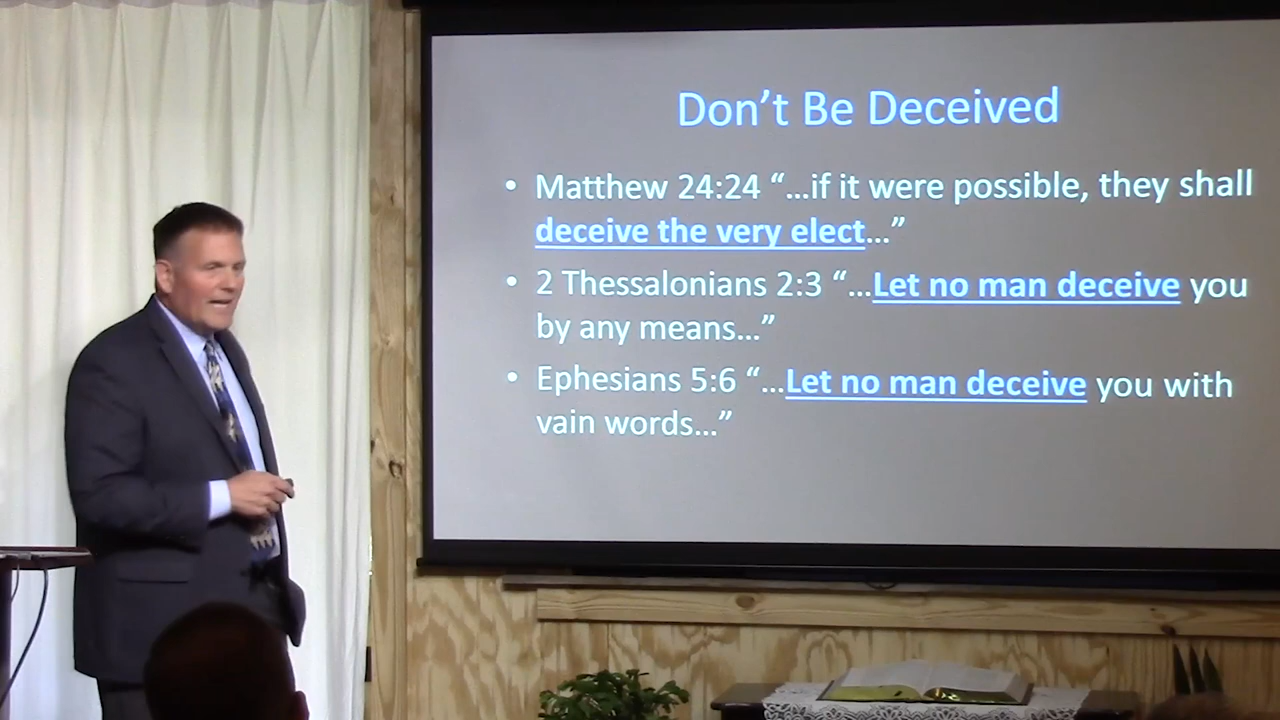 Don’t Be Deceived
• Matthew 24:24 “…if it were possible, they shall
deceive the very elect…”
• 2 Thessalonians 2:3 “…Let no man deceive you
by any means…”
• Ephesians 5:6 “…Let no man deceive you with
vain words…”